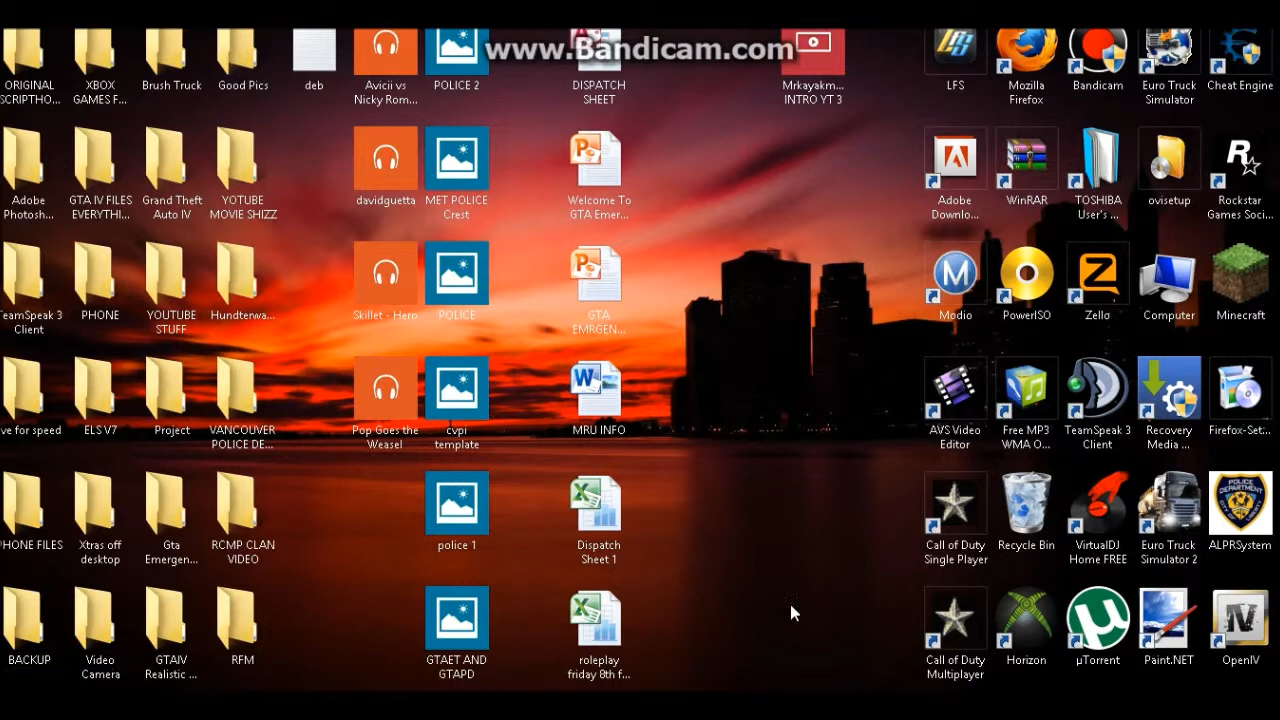 www.Bandicam.com
ORIGINAL
SCRIPTHO...
XBOX
GAMES F...
Brush Truck
Good Pics
deb
Avicii vs
Nicky Rom...
POLICE 2
DISPATCH
SHEET
Mrkayakm...
INTRO YT 3
LFS
Mozilla
Firefox
Bandicam
Euro Truck
Simulator
Cheat Engine
Adobe
Photosh...
GTA IV FILES
EVERYTHI...
Grand Theft
Auto IV
YOTUBE
MOVIE SHIZZ
davidguetta
MET POLICE
Crest
Welcome To
GTA Emer...
Adobe
Downlo...
WinRAR
TOSHIBA
User's ...
ovisetup
Rockstar
Games Soci...
TeamSpeak 3
Client
PHONE
YOUTUBE
STUFF
Hundterwa...
Skillet - Hero
POLICE
GTA
EMRGEN...
Modio
PowerISO
Zello
Computer
Minecraft
ve for speed
ELS V7
Project
VANCOUVER
POLICE DE...
Pop Goes the
Weasel
cvpi
template
MRU INFO
AVS Video
Editor
Free MP3
WMA O...
TeamSpeak 3
Client
Recovery
Media ...
Firefox-Set...
HONE FILES
Xtras off
desktop
Gta
Emergen...
RCMP CLAN
VIDEO
police 1
Dispatch
Sheet 1
Call of Duty
Single Player
Recycle Bin
VirtualDJ
Home FREE
Euro Truck
Simulator 2
ALPRSystem
BACKUP
Video
Camera
GTAIV
Realistic ...
RFM
GTAET AND
GTAPD
roleplay
friday 8th f...
Call of Duty
Multiplayer
Horizon
µTorrent
Paint.NET
OpenIV